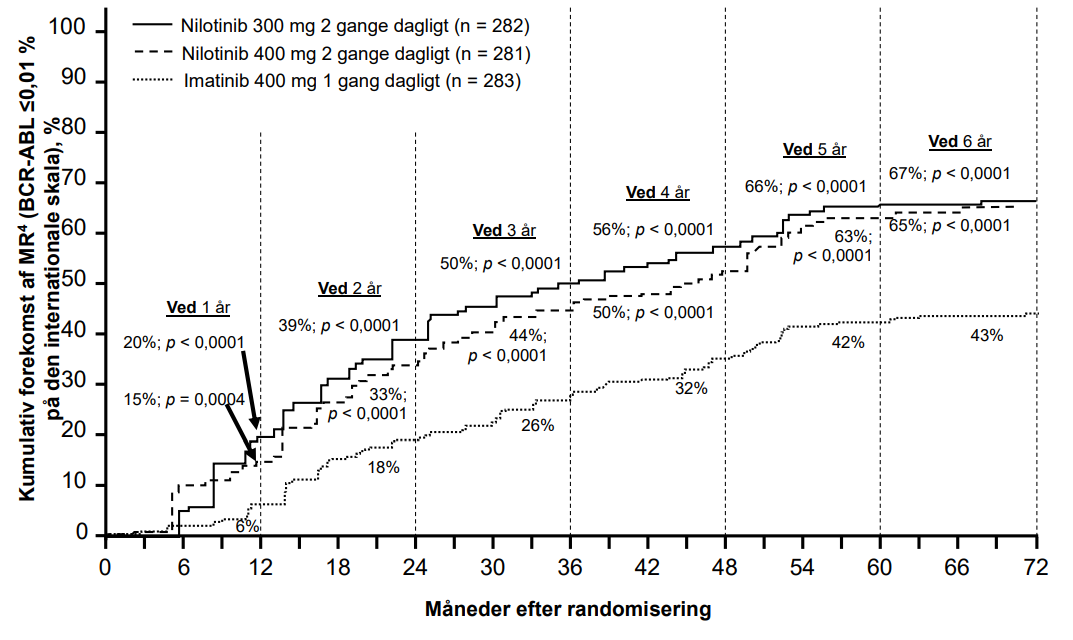 Kumulativ forekomst af MR⁴ (BCR-ABL ≤0,01 %
på den internationale skala), %
100
90
80
70
60
50
40
30
20
10
0
Nilotinib 300 mg 2 gange dagligt (n = 282)
Nilotinib 400 mg 2 gange dagligt (n = 281)
Imatinib 400 mg 1 gang dagligt (n = 283)
Ved 1 år
20%; p < 0,0001
15%; p = 0,0004
6%
Ved 2 år
39%; p < 0,0001
33%;
p < 0,0001
18%
Ved 3 år
50%; p < 0,0001
44%;
p < 0,0001
26%
Ved 4 år
56%; p < 0,0001
50%; p < 0,0001
32%
Ved 5 år
66%; p < 0,0001
63%;
p < 0,0001
42%
Ved 6 år
67%; p < 0,0001
65%; p < 0,0001
43%
0 6 12 18 24 30 36 42 48 54 60 66 72
Måneder efter randomisering